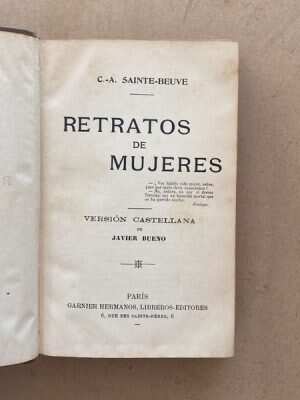 C.-A. SAINTE-BEUVE
RETRATOS
DE
MUJERES
VERSIÓN CASTELLANA
DE
JAVIER BUENO
PARÍS
GARNIER HERMANOS, LIBREROS-EDITORES
6, RUE DES SAINTS-PÈRES, 6